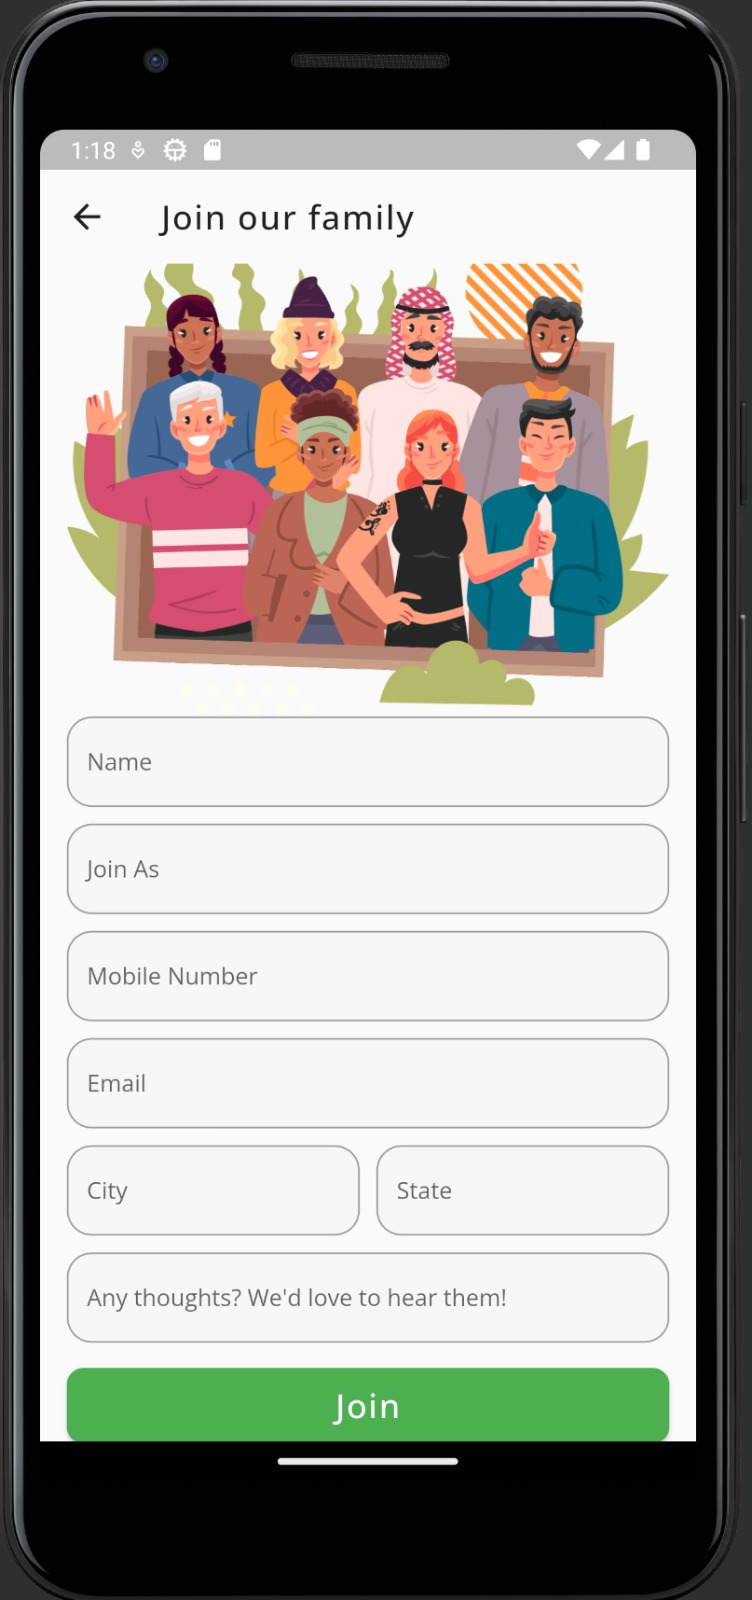 1:18
Join our family
Name
Join As
Mobile Number
Email
City
State
Any thoughts? We'd love to hear them!
Join